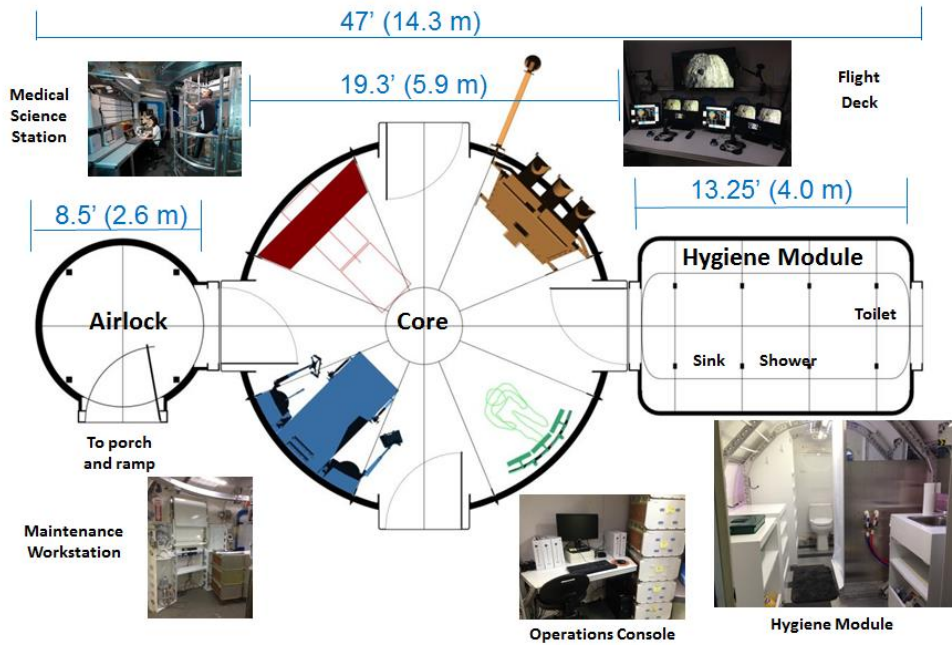 47’ (14.3 m)
Medical
Science
Station
19.3’ (5.9 m)
Flight
Deck
8.5’ (2.6 m)
13.25’ (4.0 m)
Hygiene Module
Airlock
Core
Toilet
Sink
Shower
To porch
and ramp
Maintenance
Workstation
Operations Console
Hygiene Module